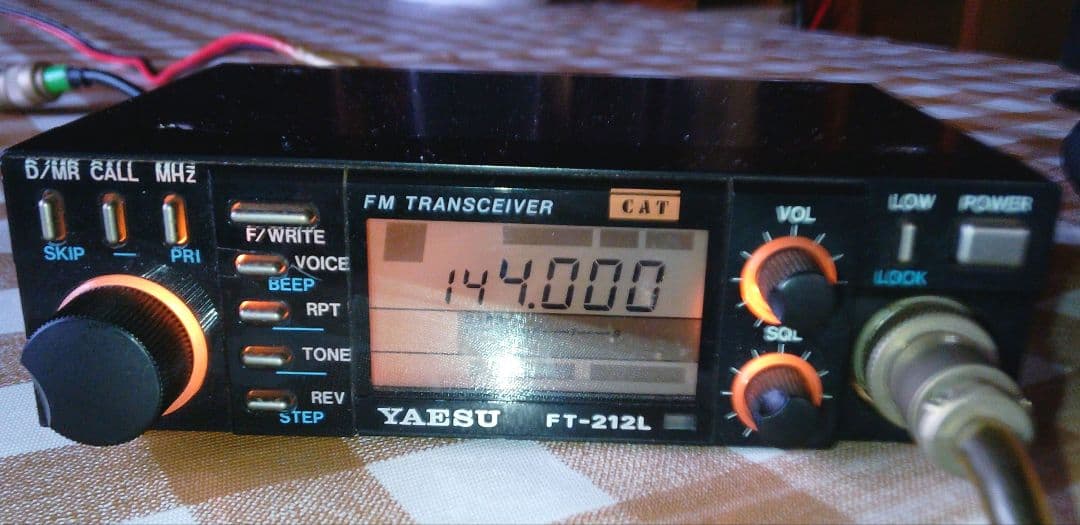 D/MR CALL MHz
SKIP — PRI
F/WRITE
VOICE
BEEP
RPT
TONE
REV
STEP
FM TRANSCEIVER
CAT
144.000
YAESU FT-212L
VOL
SQL
LOW POWER
LOCK